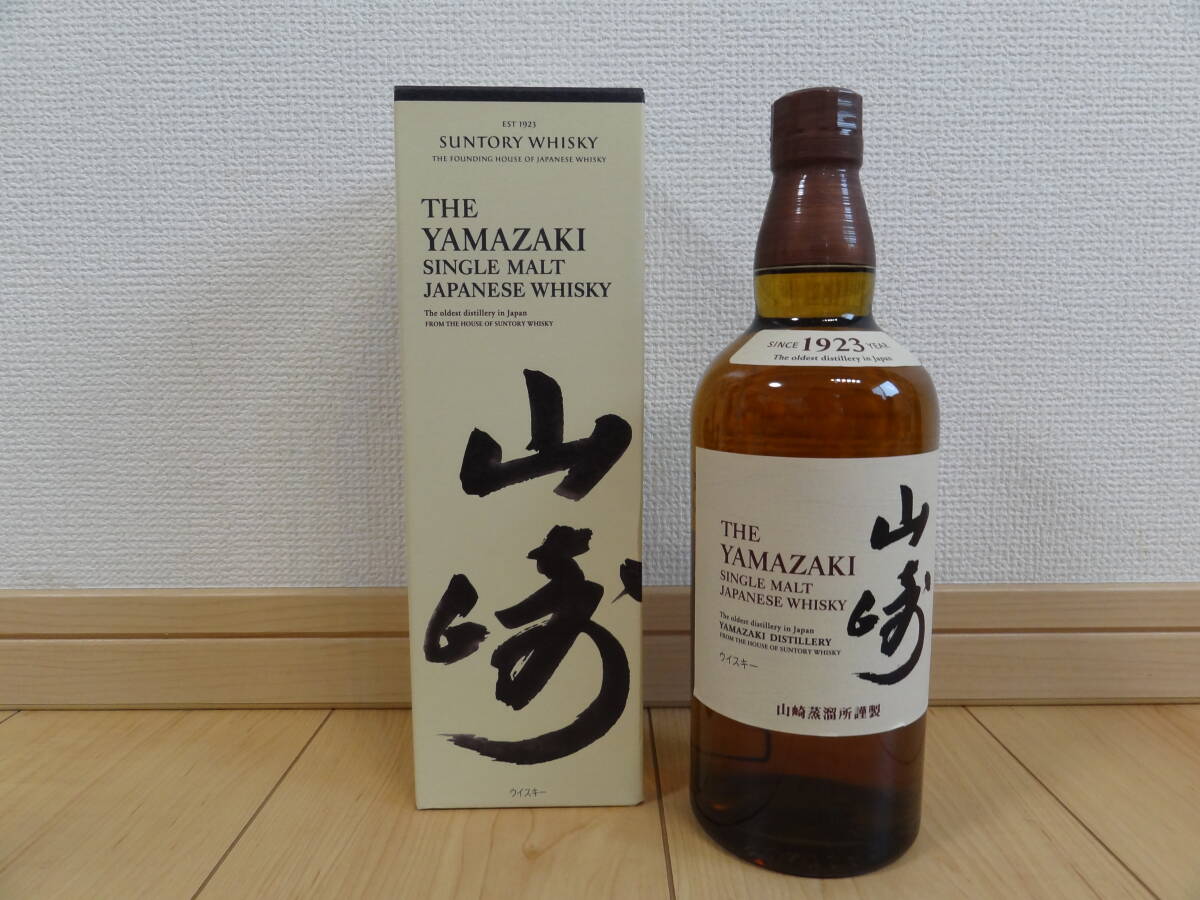 EST 1923
SUNTORY WHISKY
THE FOUNDING HOUSE OF JAPANESE WHISKY
THE
YAMAZAKI
SINGLE MALT
JAPANESE WHISKY
The oldest distillery in Japan
FROM THE HOUSE OF SUNTORY WHISKY
山崎
ウイスキー
SINCE 1923 YEAR
The oldest distillery in Japan
THE
YAMAZAKI
SINGLE MALT
JAPANESE WHISKY
The oldest distillery in Japan
YAMAZAKI DISTILLERY
FROM THE HOUSE OF SUNTORY WHISKY
ウイスキー
山崎
山崎蒸溜所謹製